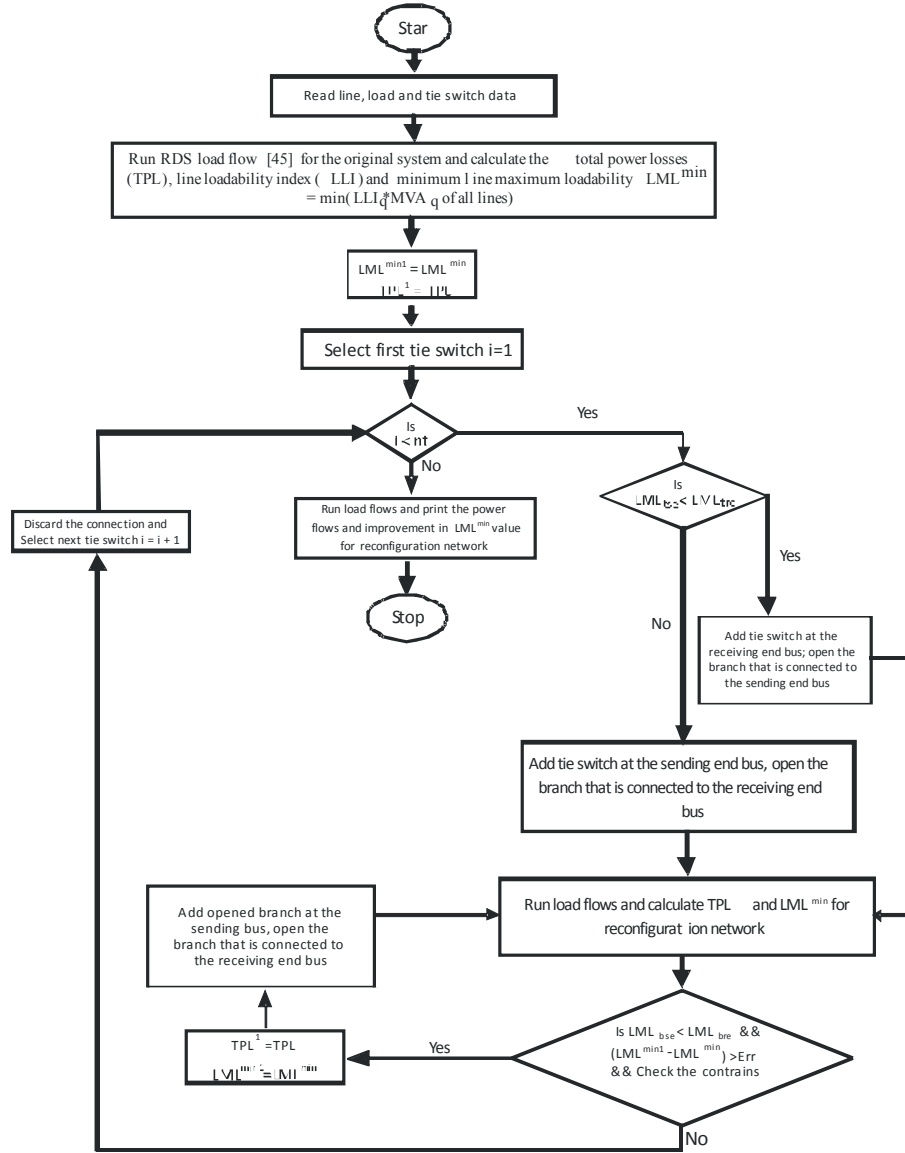 Star
Read line, load and tie switch data
Run RDS load flow [45] for the original system and calculate the total power losses
(TPL), line loadability index ( LLI) and minimum line maximum loadability LML min
= min( LLI q*MVA q of all lines)
LML min1 = LML min
TPL 1 = TPL
Select first tie switch i=1
Is
i < nt
Yes
No
Is
Discard the connection and
Select next tie switch i = i + 1
Run load flows and print the power
flows and improvement in LML min value
for reconfiguration network
Yes
Stop
No
Add tie switch at the
receiving end bus; open the
branch that is connected to
the sending end bus
Add tie switch at the sending end bus, open the
branch that is connected to the receiving end
bus
Add opened branch at the
sending bus, open the
branch that is connected to
the receiving end bus
Run load flows and calculate TPL and LML min for
reconfigurat ion network
Is LML bse < LML bre &&
(LML min1 - LML min) >Err
&& Check the contrains
Yes
TPL 1 =TPL
No